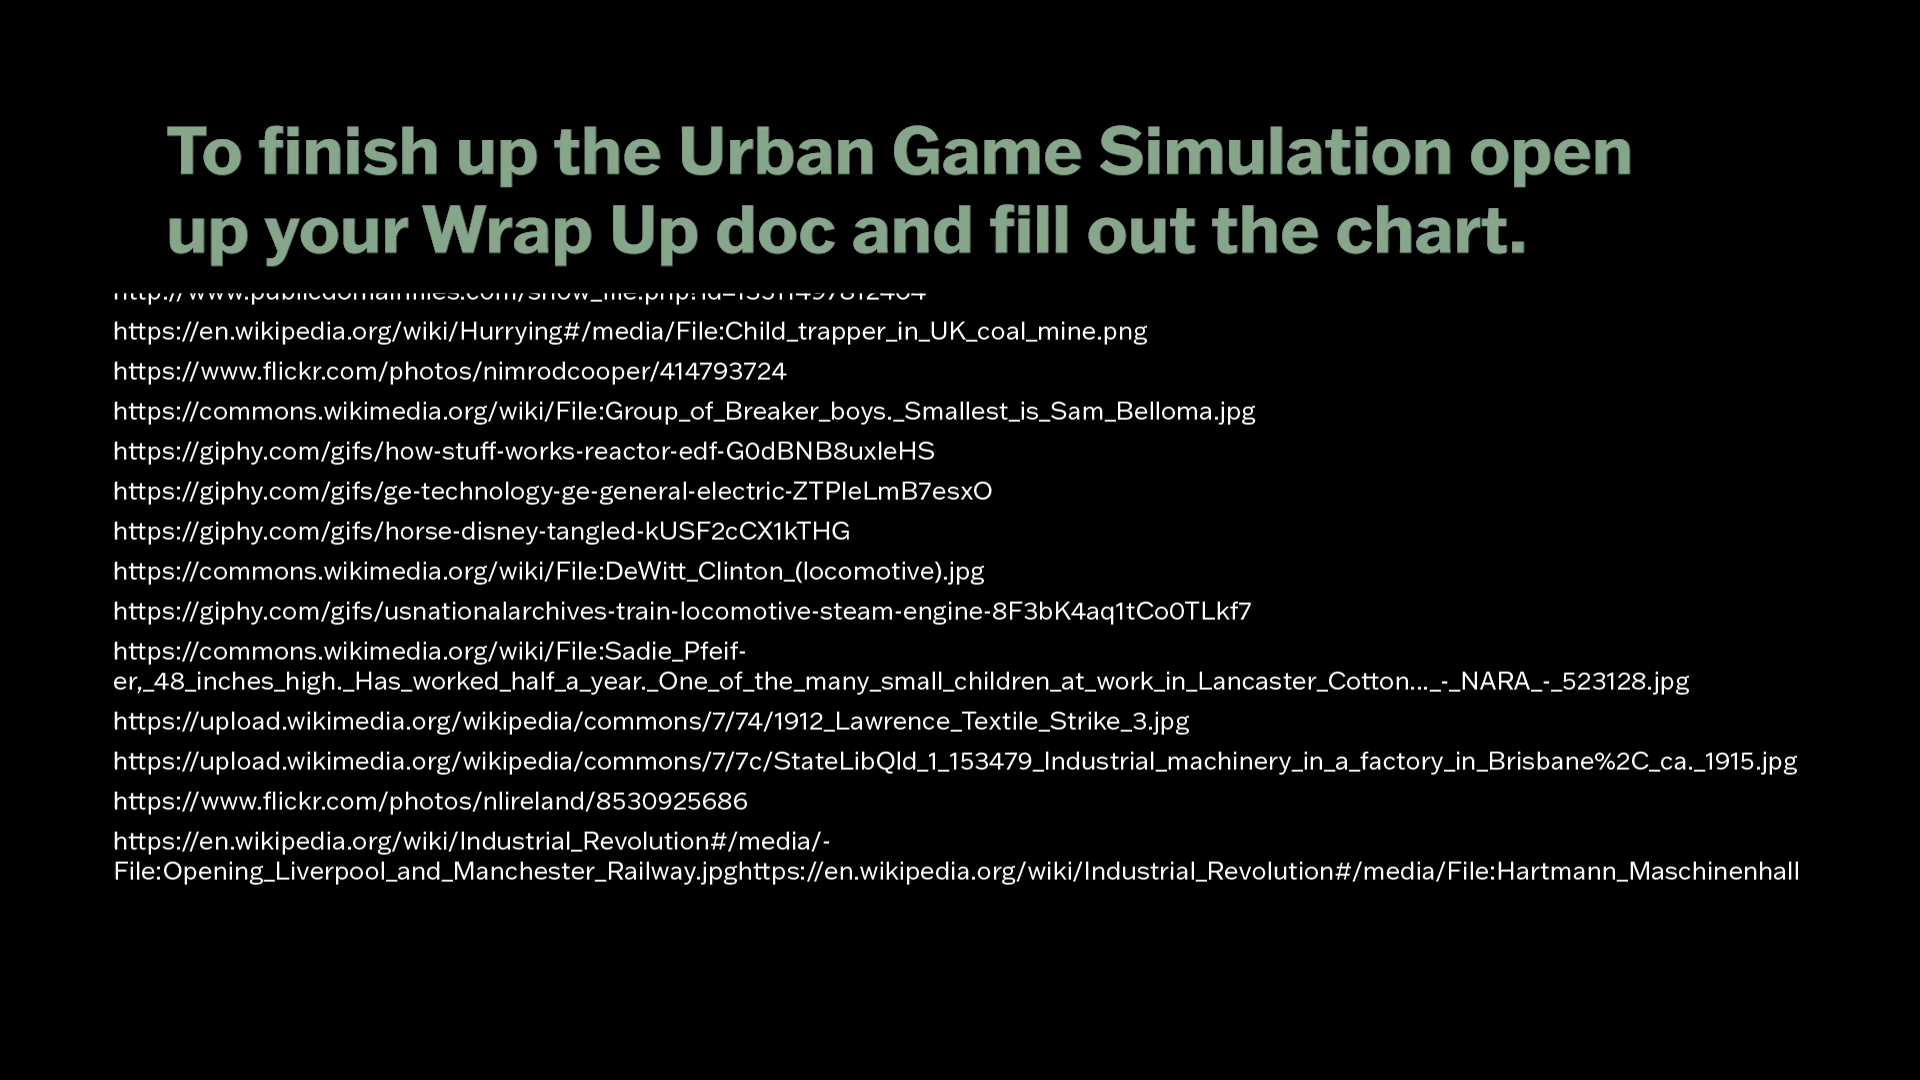 To finish up the Urban Game Simulation open
up your Wrap Up doc and fill out the chart.
https://en.wikipedia.org/wiki/Hurrying#/media/File:Child_trapper_in_UK_coal_mine.png
https://www.flickr.com/photos/nimrodcooper/414793724
https://commons.wikimedia.org/wiki/File:Group_of_Breaker_boys._Smallest_is_Sam_Belloma.jpg
https://giphy.com/gifs/how-stuff-works-reactor-edf-G0dBNB8uxIeHS
https://giphy.com/gifs/ge-technology-ge-general-electric-ZTPleLmB7esxO
https://giphy.com/gifs/horse-disney-tangled-kUSF2cCX1kTHG
https://commons.wikimedia.org/wiki/File:DeWitt_Clinton_(locomotive).jpg
https://giphy.com/gifs/usnationalarchives-train-locomotive-steam-engine-8F3bK4aq1tCo0TLkf7
https://commons.wikimedia.org/wiki/File:Sadie_Pfeif-
er,_48_inches_high._Has_worked_half_a_year._One_of_the_many_small_children_at_work_in_Lancaster_Cotton..._-_NARA_-_523128.jpg
https://upload.wikimedia.org/wikipedia/commons/7/74/1912_Lawrence_Textile_Strike_3.jpg
https://upload.wikimedia.org/wikipedia/commons/7/7c/StateLibQld_1_153479_Industrial_machinery_in_a_factory_in_Brisbane%2C_ca._1915.jpg
https://www.flickr.com/photos/nlireland/8530925686
https://en.wikipedia.org/wiki/Industrial_Revolution#/media/-
File:Opening_Liverpool_and_Manchester_Railway.jpghttps://en.wikipedia.org/wiki/Industrial_Revolution#/media/File:Hartmann_Maschinenhall